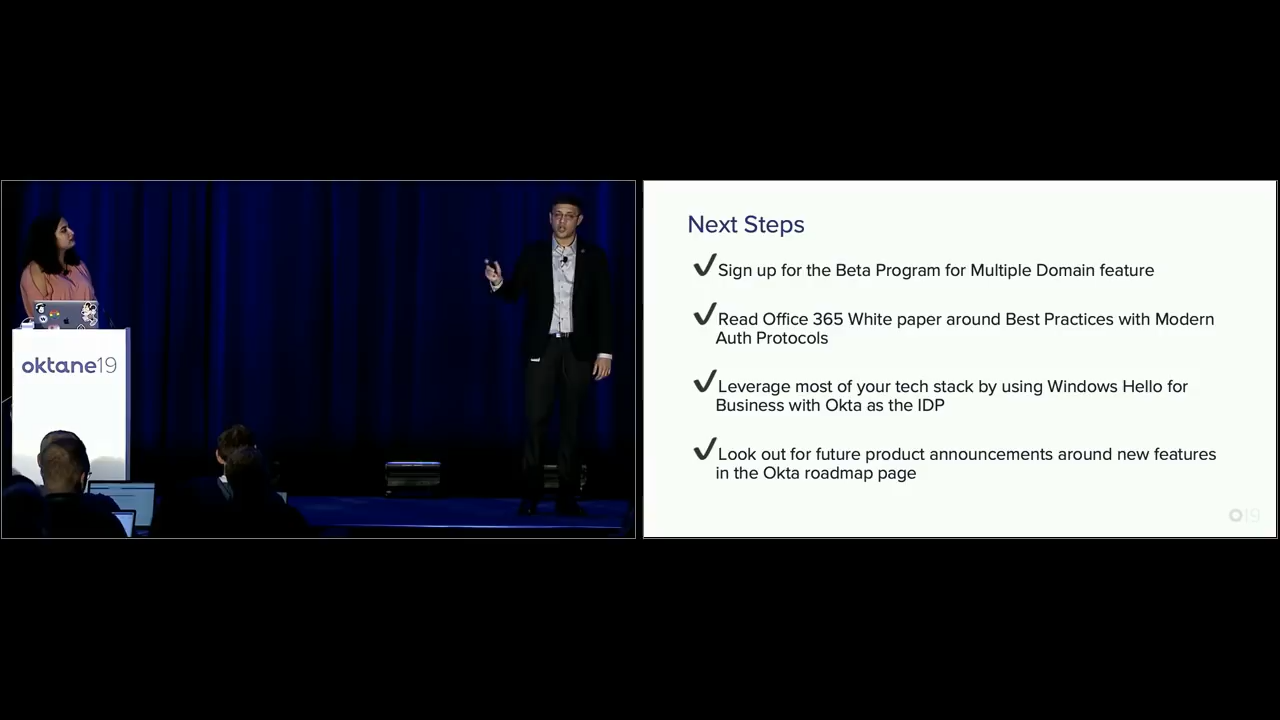 oktane19
Next Steps
✔Sign up for the Beta Program for Multiple Domain feature
✔Read Office 365 White paper around Best Practices with Modern
Auth Protocols
✔Leverage most of your tech stack by using Windows Hello for
Business with Okta as the IDP
✔Look out for future product announcements around new features
in the Okta roadmap page
O19